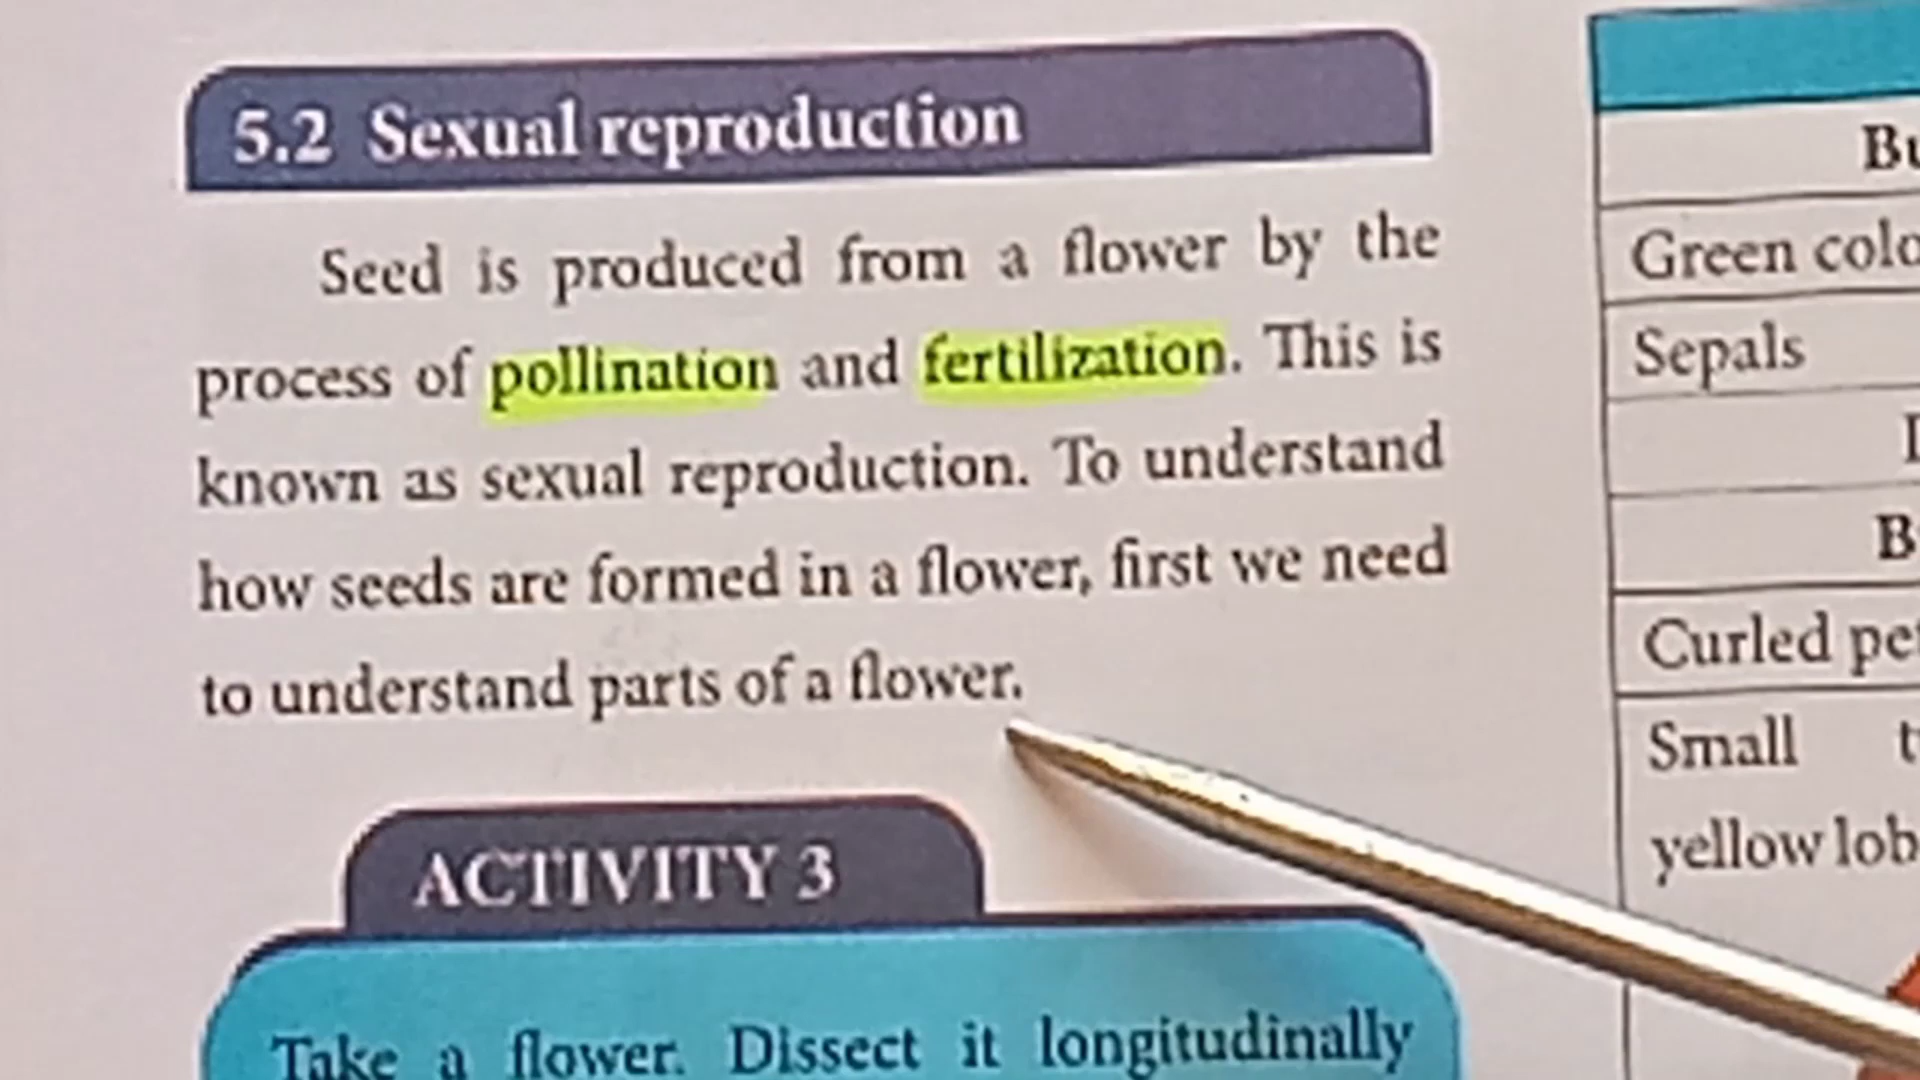 5.2 Sexual reproduction
Seed is produced from a flower by the
process of pollination and fertilization. This is
known as sexual reproduction. To understand
how seeds are formed in a flower, first we need
to understand parts of a flower.
ACTIVITY 3
Take a flower. Dissect it longitudinally
Green
Sepals
Curled
Small
yellow